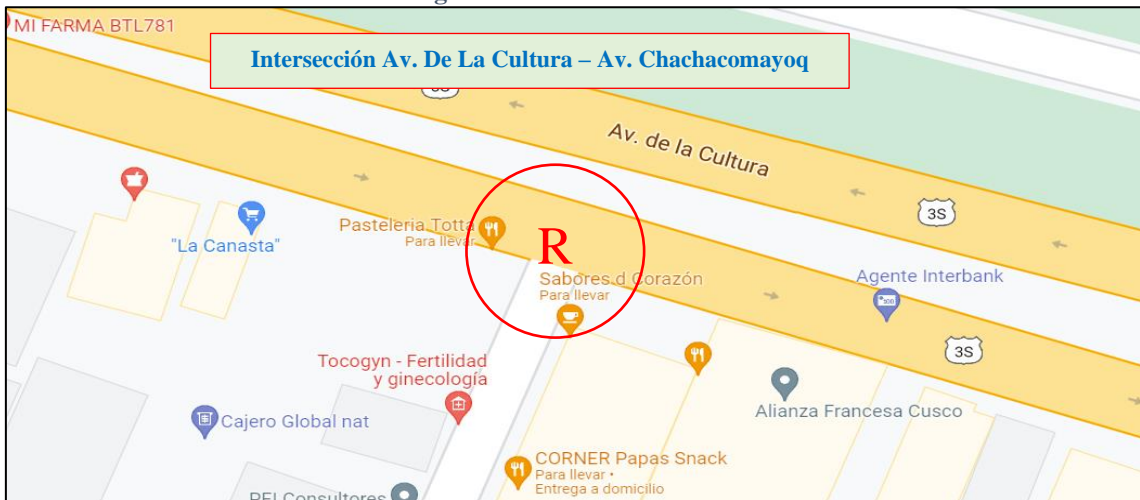 MI FARMA BTL781
Intersección Av. De La Cultura – Av. Chachacomayoq
Av. de la Cultura
3S
Pasteleria Totta
Para llevar
"La Canasta"
R
Sabores d Corazón
Para llevar
Agente Interbank
3S
Tocogyn - Fertilidad
y ginecología
Alianza Francesa Cusco
Cajero Global nat
CORNER Papas Snack
Para llevar •
Entrega a domicilio
Consultores